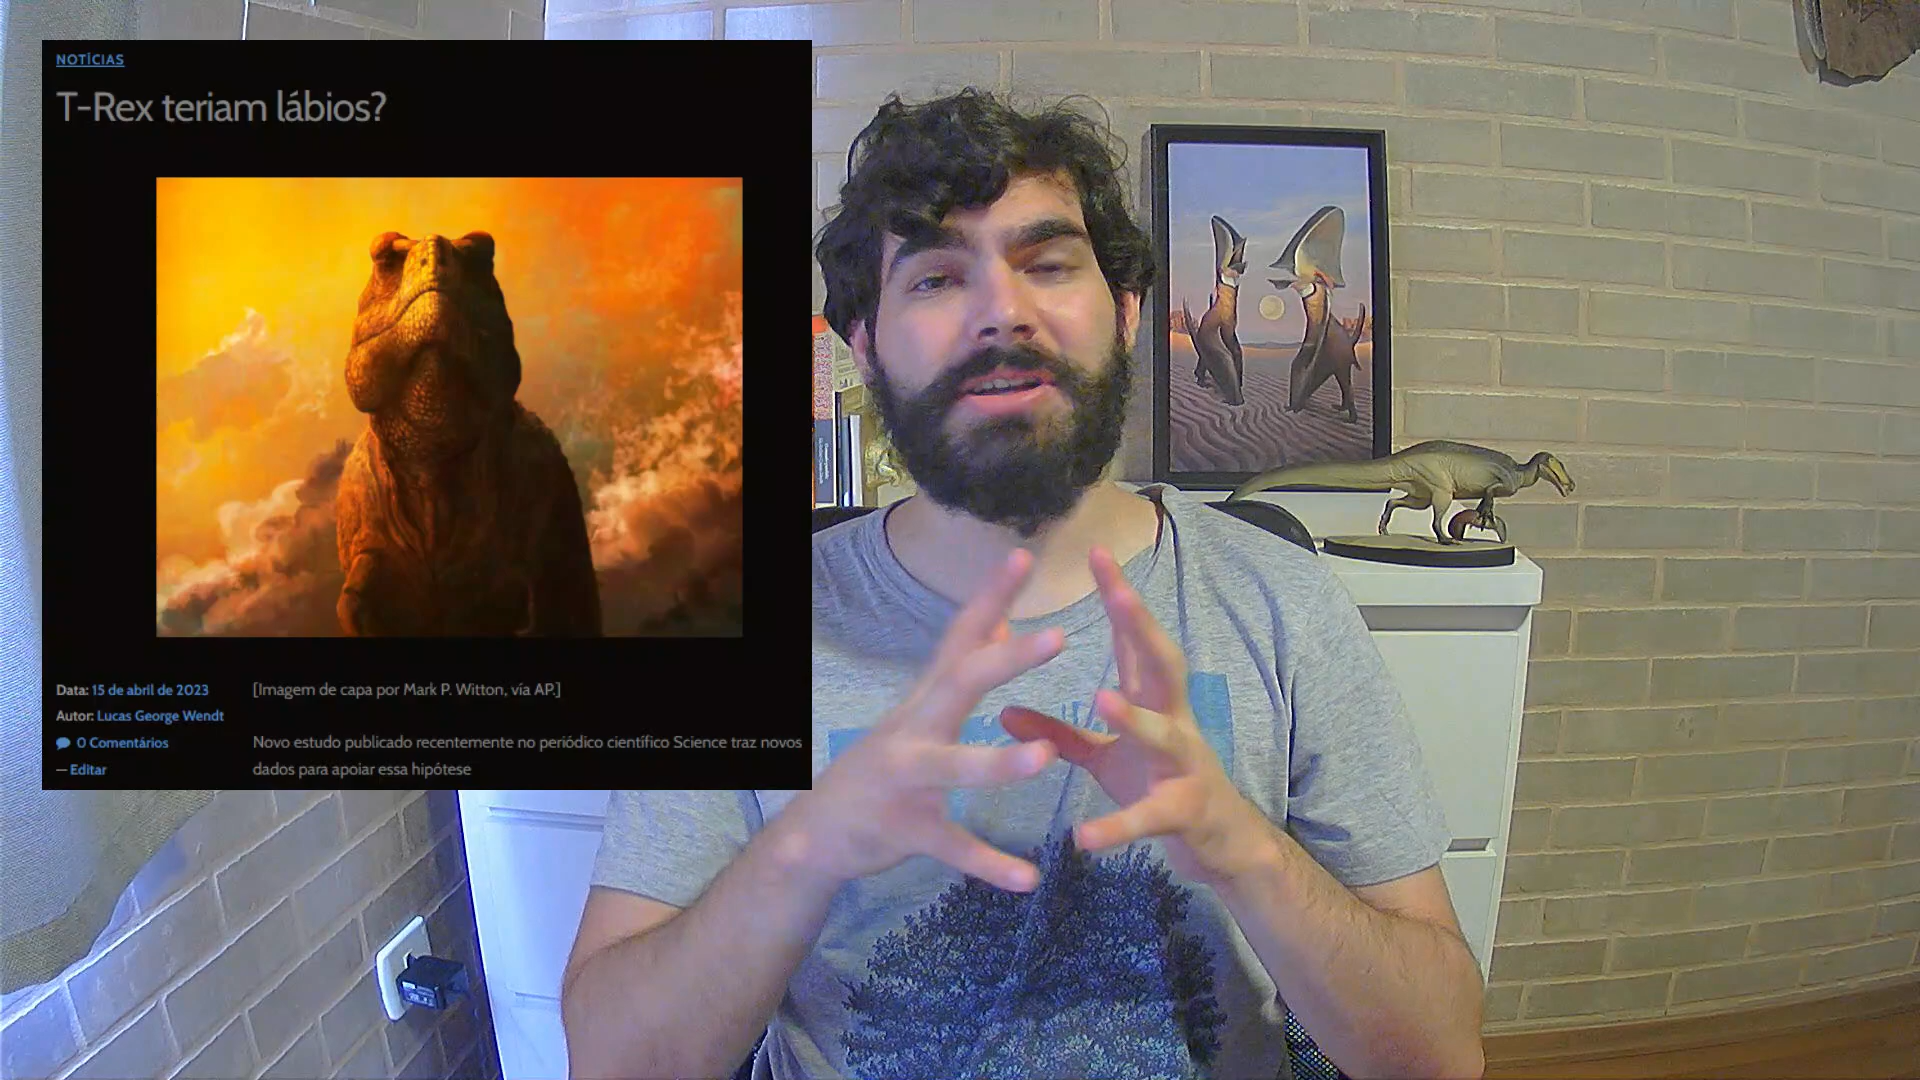 NOTÍCIAS
T-Rex teriam lábios?
Data: 15 de abril de 2023
Autor: Lucas George Wendt
0 Comentários
— Editar
[Imagem de capa por Mark P. Witton, vía AP.]
Novo estudo publicado recentemente no periódico científico Science traz novos
dados para apoiar essa hipótese